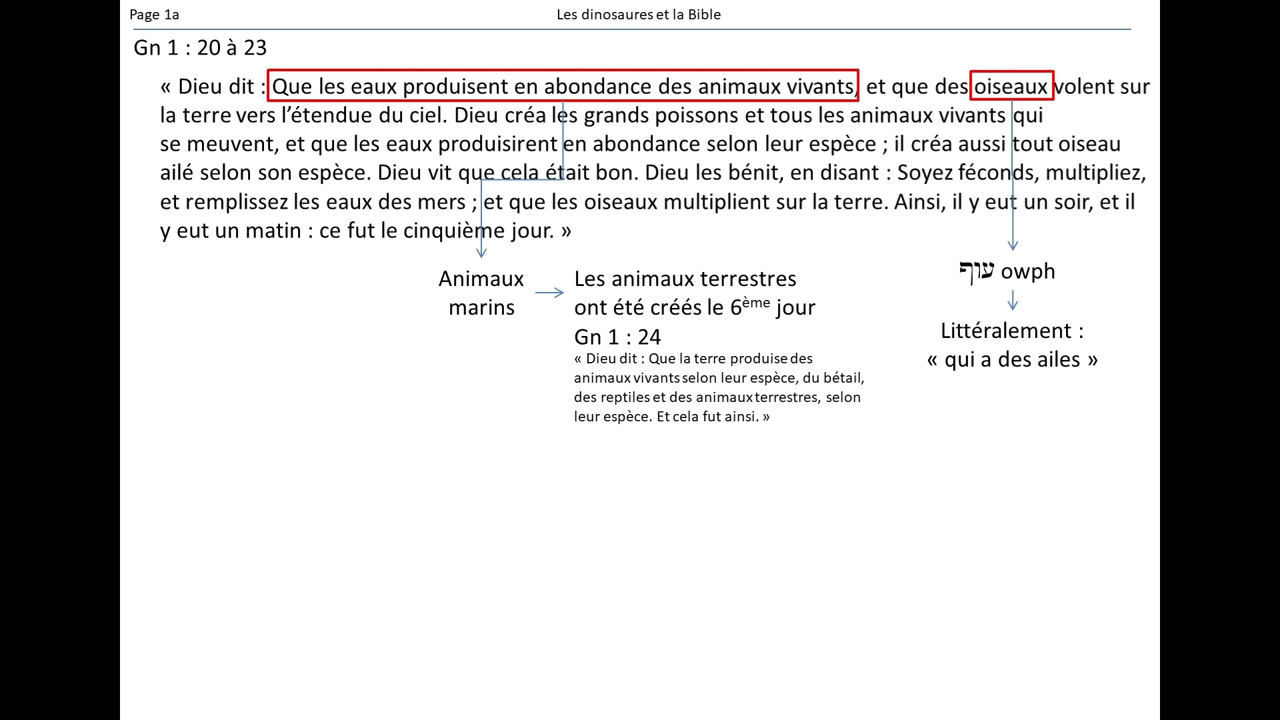 Page 1a
Les dinosaures et la Bible
Gn 1 : 20 à 23
« Dieu dit : Que les eaux produisent en abondance des animaux vivants, et que des oiseaux volent sur
la terre vers l’étendue du ciel. Dieu créa les grands poissons et tous les animaux vivants qui
se meuvent, et que les eaux produisirent en abondance selon leur espèce ; il créa aussi tout oiseau
ailé selon son espèce. Dieu vit que cela était bon. Dieu les bénit, en disant : Soyez féconds, multipliez,
et remplissez les eaux des mers ; et que les oiseaux multiplient sur la terre. Ainsi, il y eut un soir, et il
y eut un matin : ce fut le cinquième jour. »
Animaux
marins
Les animaux terrestres
ont été créés le 6ème jour
Gn 1 : 24
« Dieu dit : Que la terre produise des
animaux vivants selon leur espèce, du bétail,
des reptiles et des animaux terrestres, selon
leur espèce. Et cela fut ainsi. »
עוף owph
Littéralement :
« qui a des ailes »